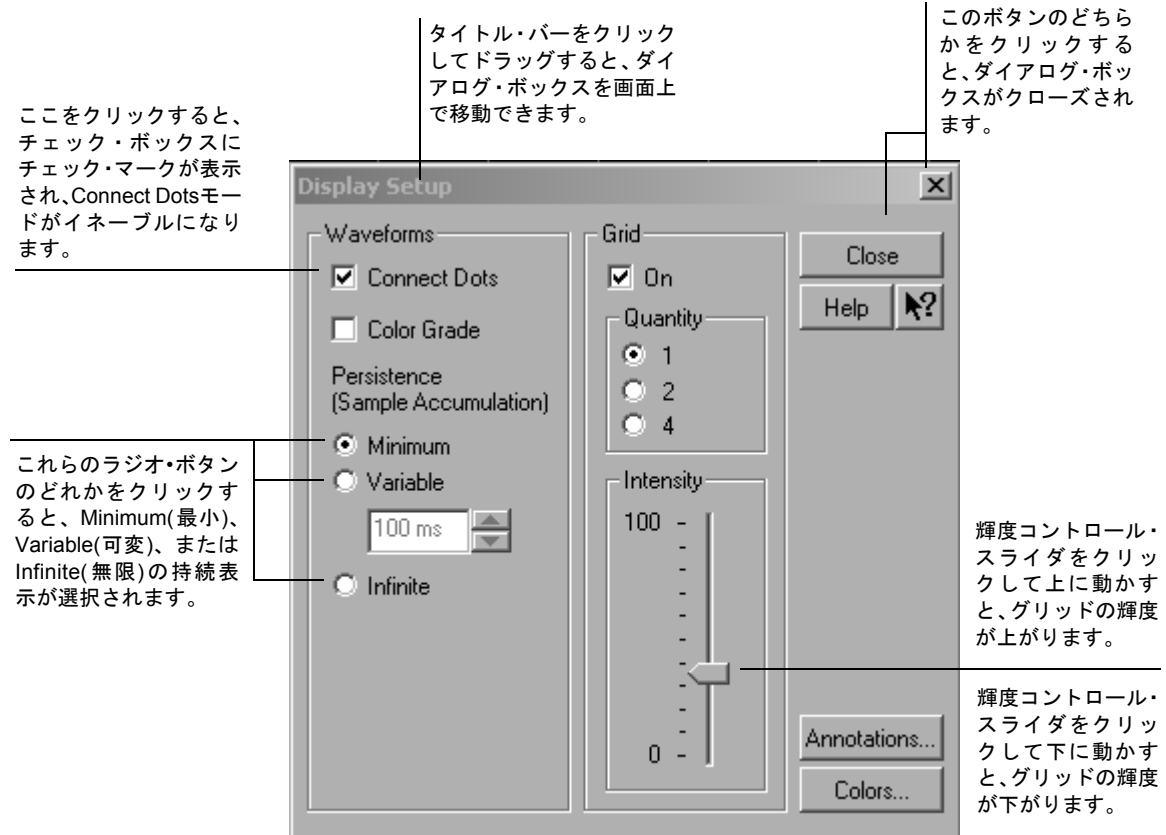 タイトル・バーをクリック
してドラッグすると、ダイ
アログ・ボックスを画面上
で移動できます。
このボタンのどちら
かをクリックする
と、ダイアログ・ボッ
クスがクローズされ
ます。
ここをクリックすると、
チェック・ボックスに
チェック・マークが表示
され、Connect Dotsモー
ドがイネーブルになり
ます。
Display Setup
Waveforms
Connect Dots
Color Grade
Persistence
(Sample Accumulation)
Minimum
Variable
100 ms
Infinite
Grid
On
Quantity
1
2
4
Intensity
100
0
Close
Help
?
Annotations...
Colors...
これらのラジオ・ボタン
のどれかをクリックす
ると、Minimum(最小)、
Variable(可変)、または
Infinite(無限)の持続表
示が選択されます。
輝度コントロール・
スライダをクリッ
クして上に動かす
と、グリッドの輝度
が上がります。
輝度コントロール・
スライダをクリッ
クして下に動かす
と、グリッドの輝度
が下がります。